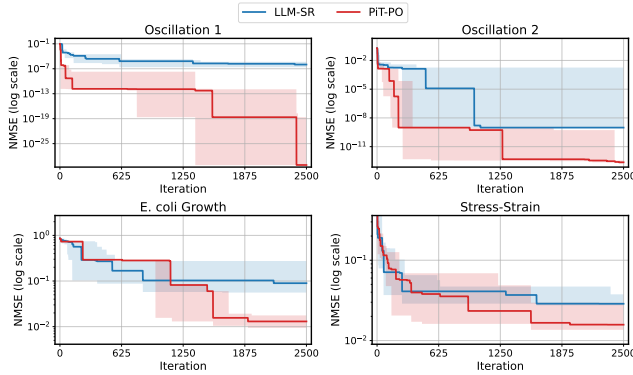 LLM-SR PiT-PO
Oscillation 1
NMSE (log scale)
10⁻¹
10⁻⁷
10⁻¹³
10⁻¹⁹
10⁻²⁵
0 625 1250 1875 2500
Iteration
Oscillation 2
NMSE (log scale)
10⁻²
10⁻⁵
10⁻⁸
10⁻¹¹
0 625 1250 1875 2500
Iteration
E. coli Growth
NMSE (log scale)
10⁰
10⁻¹
10⁻²
0 625 1250 1875 2500
Iteration
Stress-Strain
NMSE (log scale)
10⁻¹
10⁻²
0 625 1250 1875 2500
Iteration